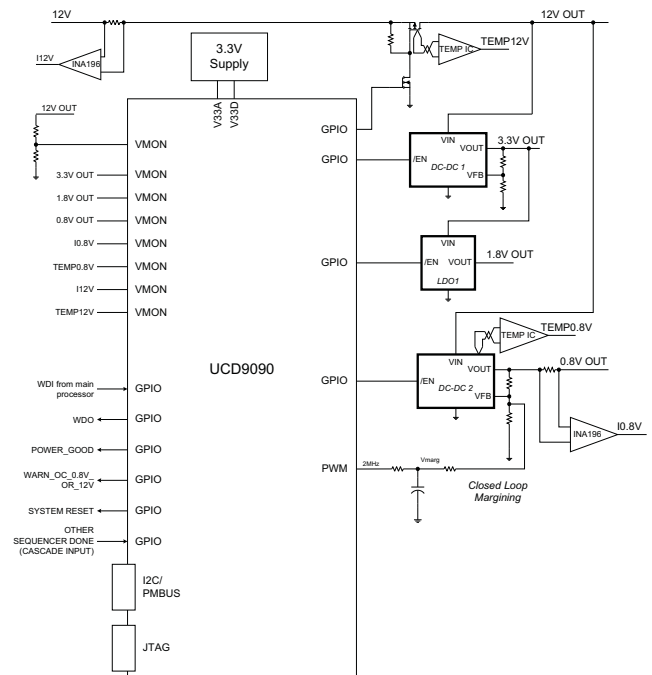 12V
12V OUT
I12V
INA196
TEMP IC
TEMP12V
3.3V
Supply
V33A
V33D
12V OUT
GPIO
VMON
GPIO
/EN
VIN
VOUT
VFB
DC-DC 1
3.3V OUT
3.3V OUT
VMON
1.8V OUT
VMON
0.8V OUT
VMON
I0.8V
VMON
TEMP0.8V
VMON
I12V
VMON
TEMP12V
VMON
GPIO
/EN
VIN
VOUT
LDO1
1.8V OUT
UCD9090
TEMP IC
TEMP0.8V
GPIO
/EN
VIN
VOUT
VFB
DC-DC 2
0.8V OUT
INA196
I0.8V
WDI from main
processor
GPIO
WDO
GPIO
POWER_GOOD
GPIO
WARN_OC_0.8V_
OR_12V
GPIO
SYSTEM RESET
GPIO
OTHER
SEQUENCER DONE
(CASCADE INPUT)
GPIO
PWM
2MHz
Vmarg
Closed Loop
Margining
I2C/
PMBUS
JTAG